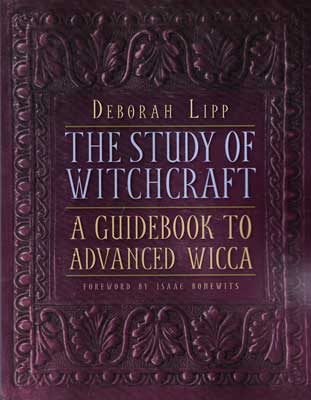 DEBORAH LIPP
THE STUDY OF
WITCHCRAFT
A GUIDEBOOK TO
ADVANCED WICCA
FOREWORD BY ISAAC BONEWITS